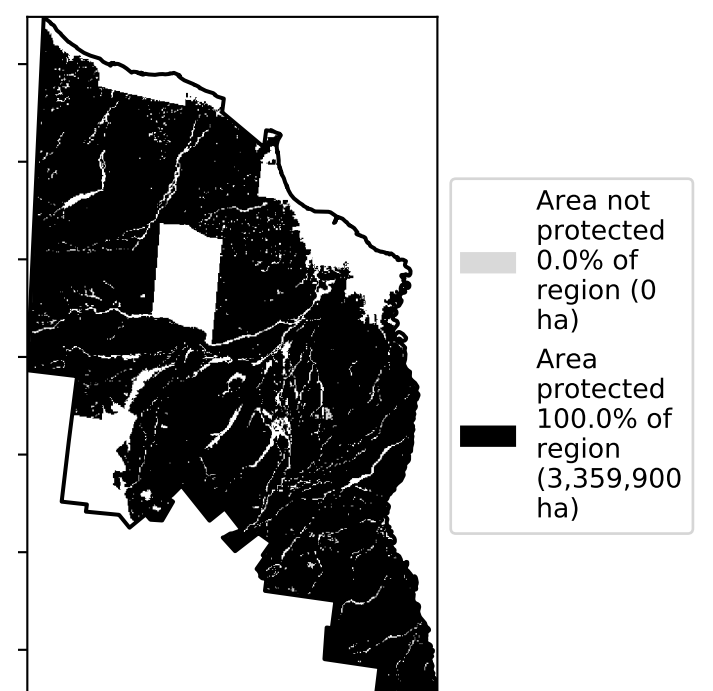 Area not
protected
0.0% of
region (0
ha)
Area
protected
100.0% of
region
(3,359,900
ha)